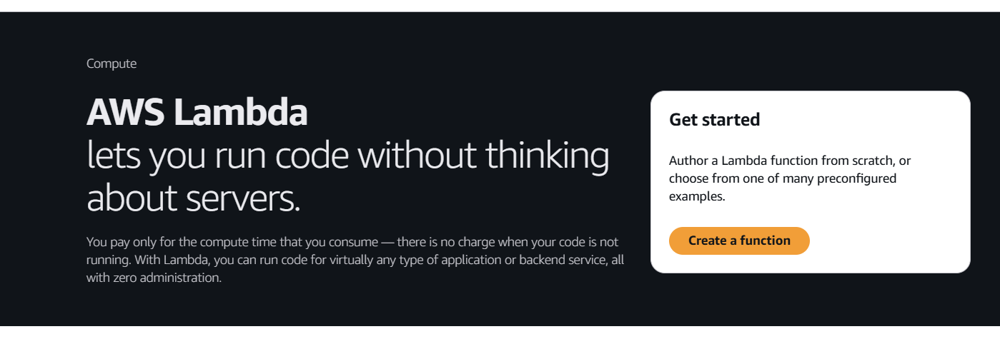 Compute
AWS Lambda
lets you run code without thinking
about servers.
You pay only for the compute time that you consume — there is no charge when your code is not
running. With Lambda, you can run code for virtually any type of application or backend service, all
with zero administration.
Get started
Author a Lambda function from scratch, or
choose from one of many preconfigured
examples.
Create a function